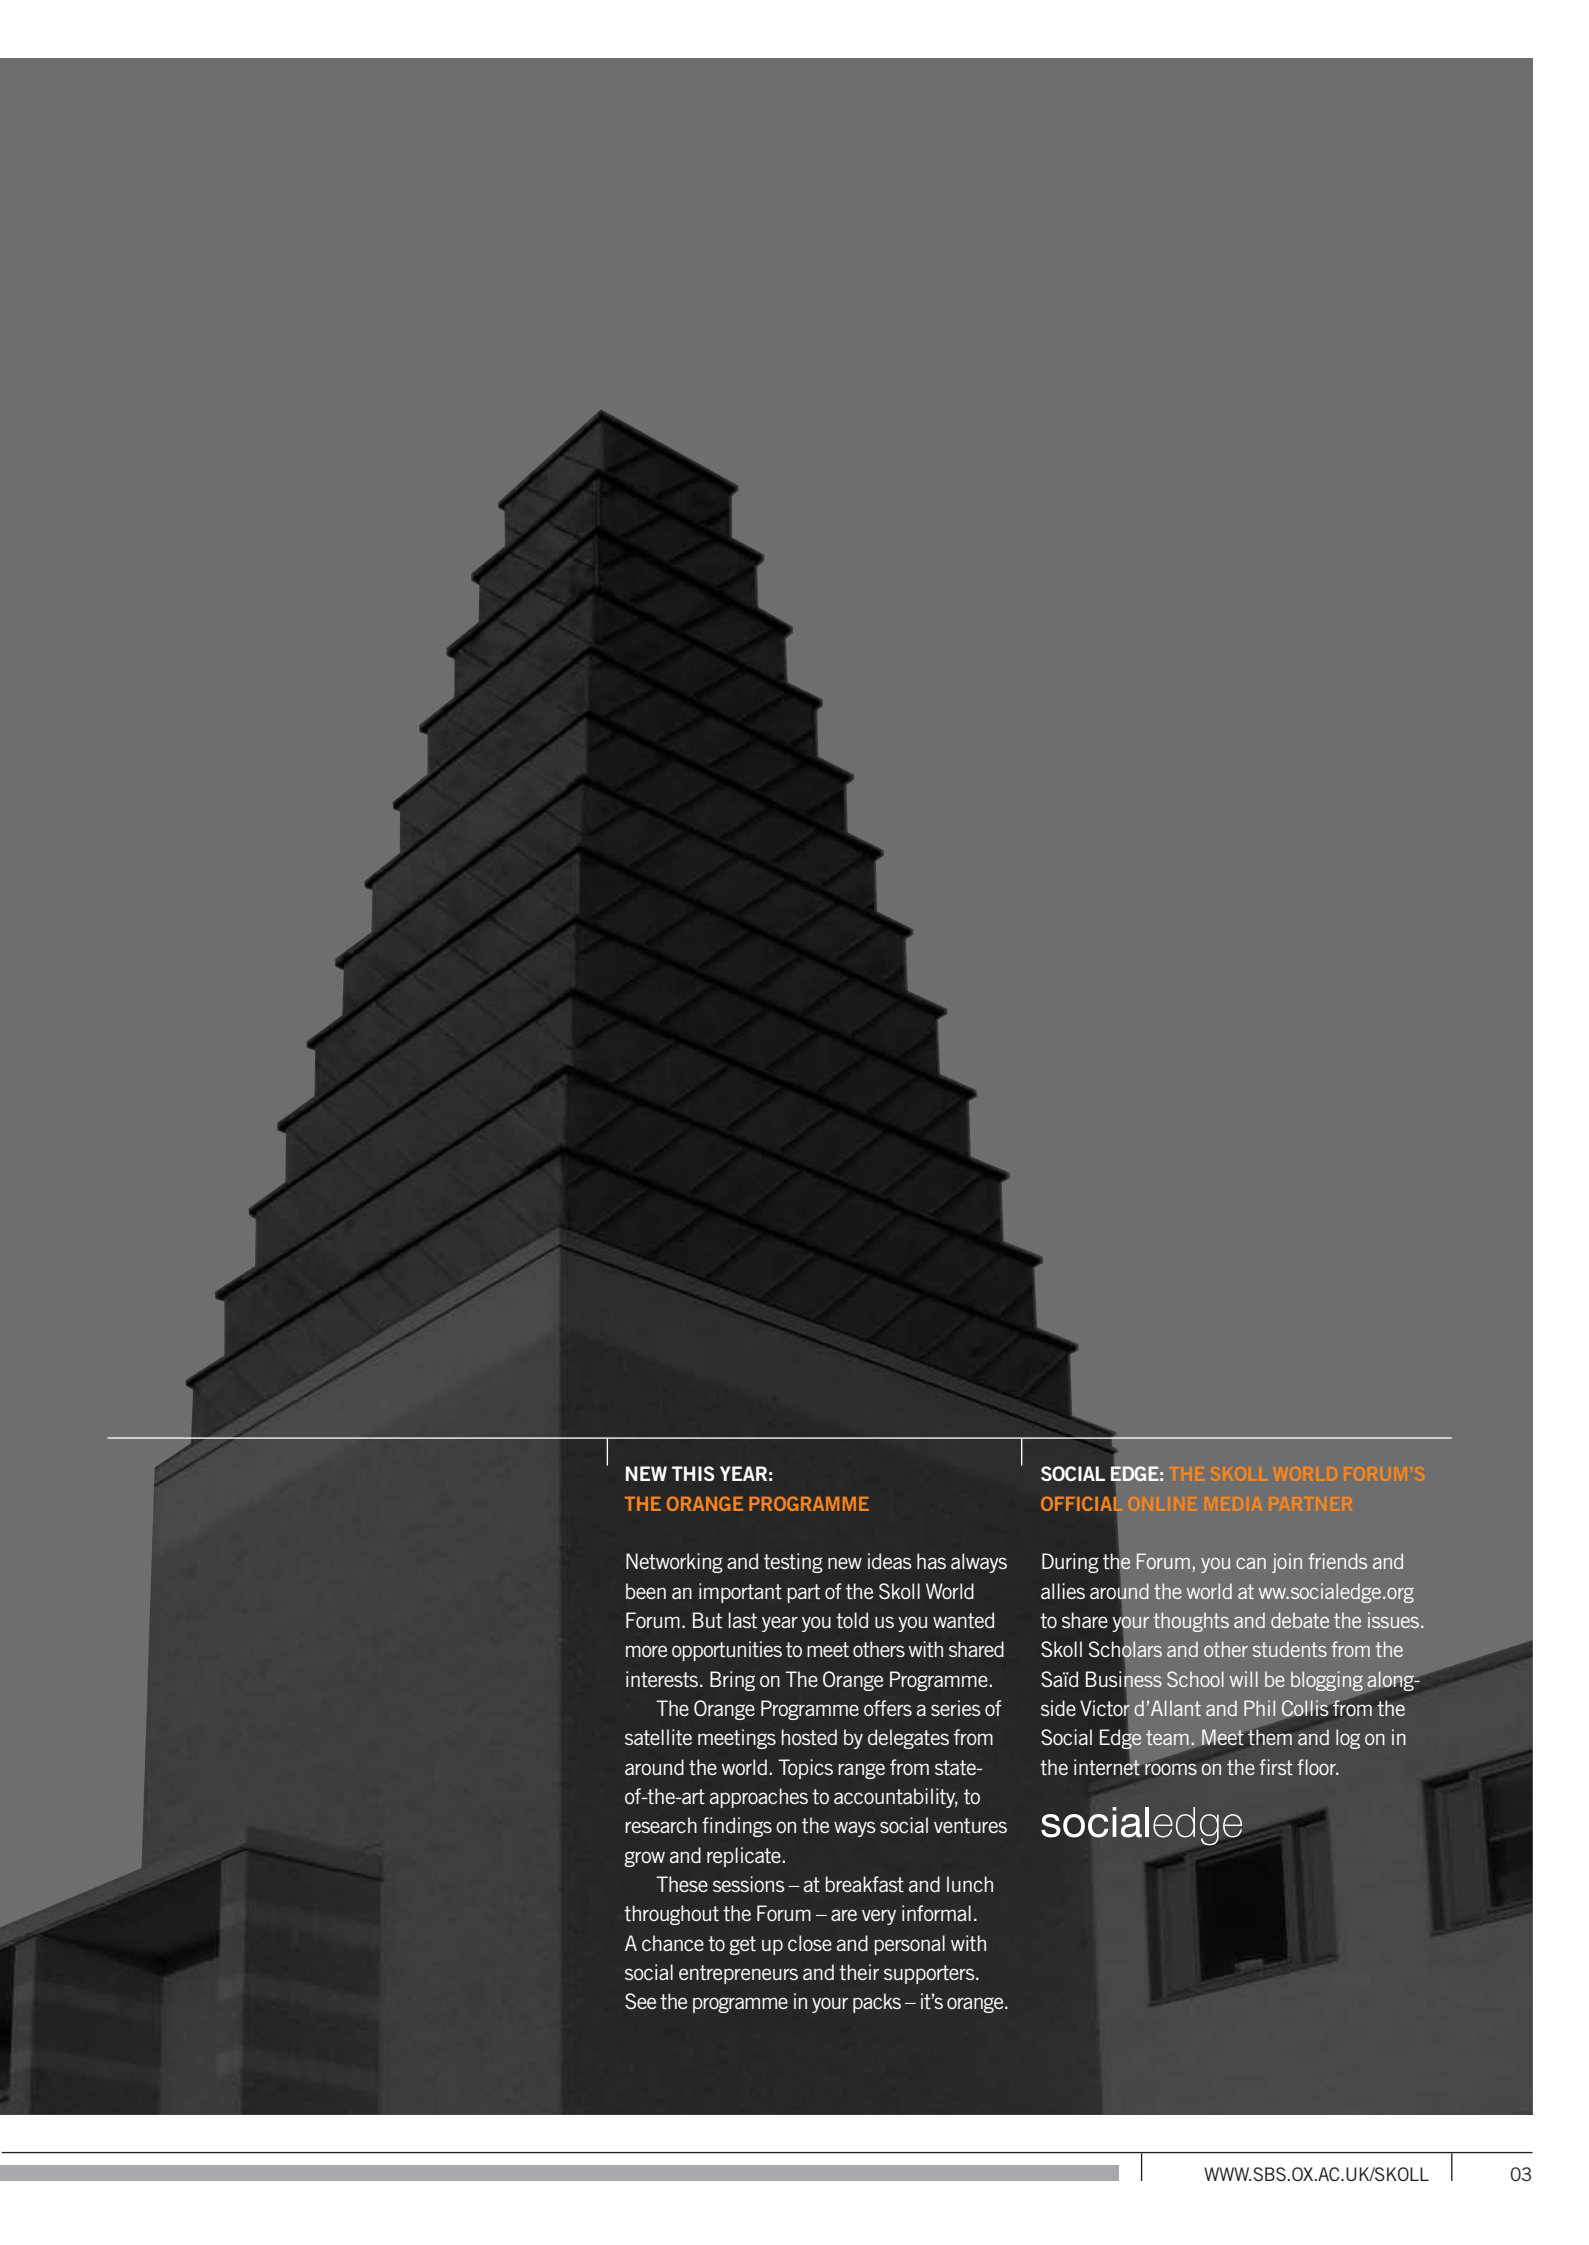 NEW THIS YEAR:
THE ORANGE PROGRAMME
Networking and testing new ideas has always
been an important part of the Skoll World
Forum. But last year you told us you wanted
more opportunities to meet others with shared
interests. Bring on The Orange Programme.
The Orange Programme offers a series of
satellite meetings hosted by delegates from
around the world. Topics range from state-
of-the-art approaches to accountability, to
research findings on the ways social ventures
grow and replicate.
These sessions – at breakfast and lunch
throughout the Forum – are very informal.
A chance to get up close and personal with
social entrepreneurs and their supporters.
See the programme in your packs – it’s orange.
SOCIAL EDGE: THE SKOLL WORLD FORUM’S
OFFICIAL ONLINE MEDIA PARTNER
During the Forum, you can join friends and
allies around the world at ww.socialedge.org
to share your thoughts and debate the issues.
Skoll Scholars and other students from the
Saïd Business School will be blogging along-
side Victor d’Allant and Phil Collis from the
Social Edge team. Meet them and log on in
the internet rooms on the first floor.
socialedge
WWW.SBS.OX.AC.UK/SKOLL
03